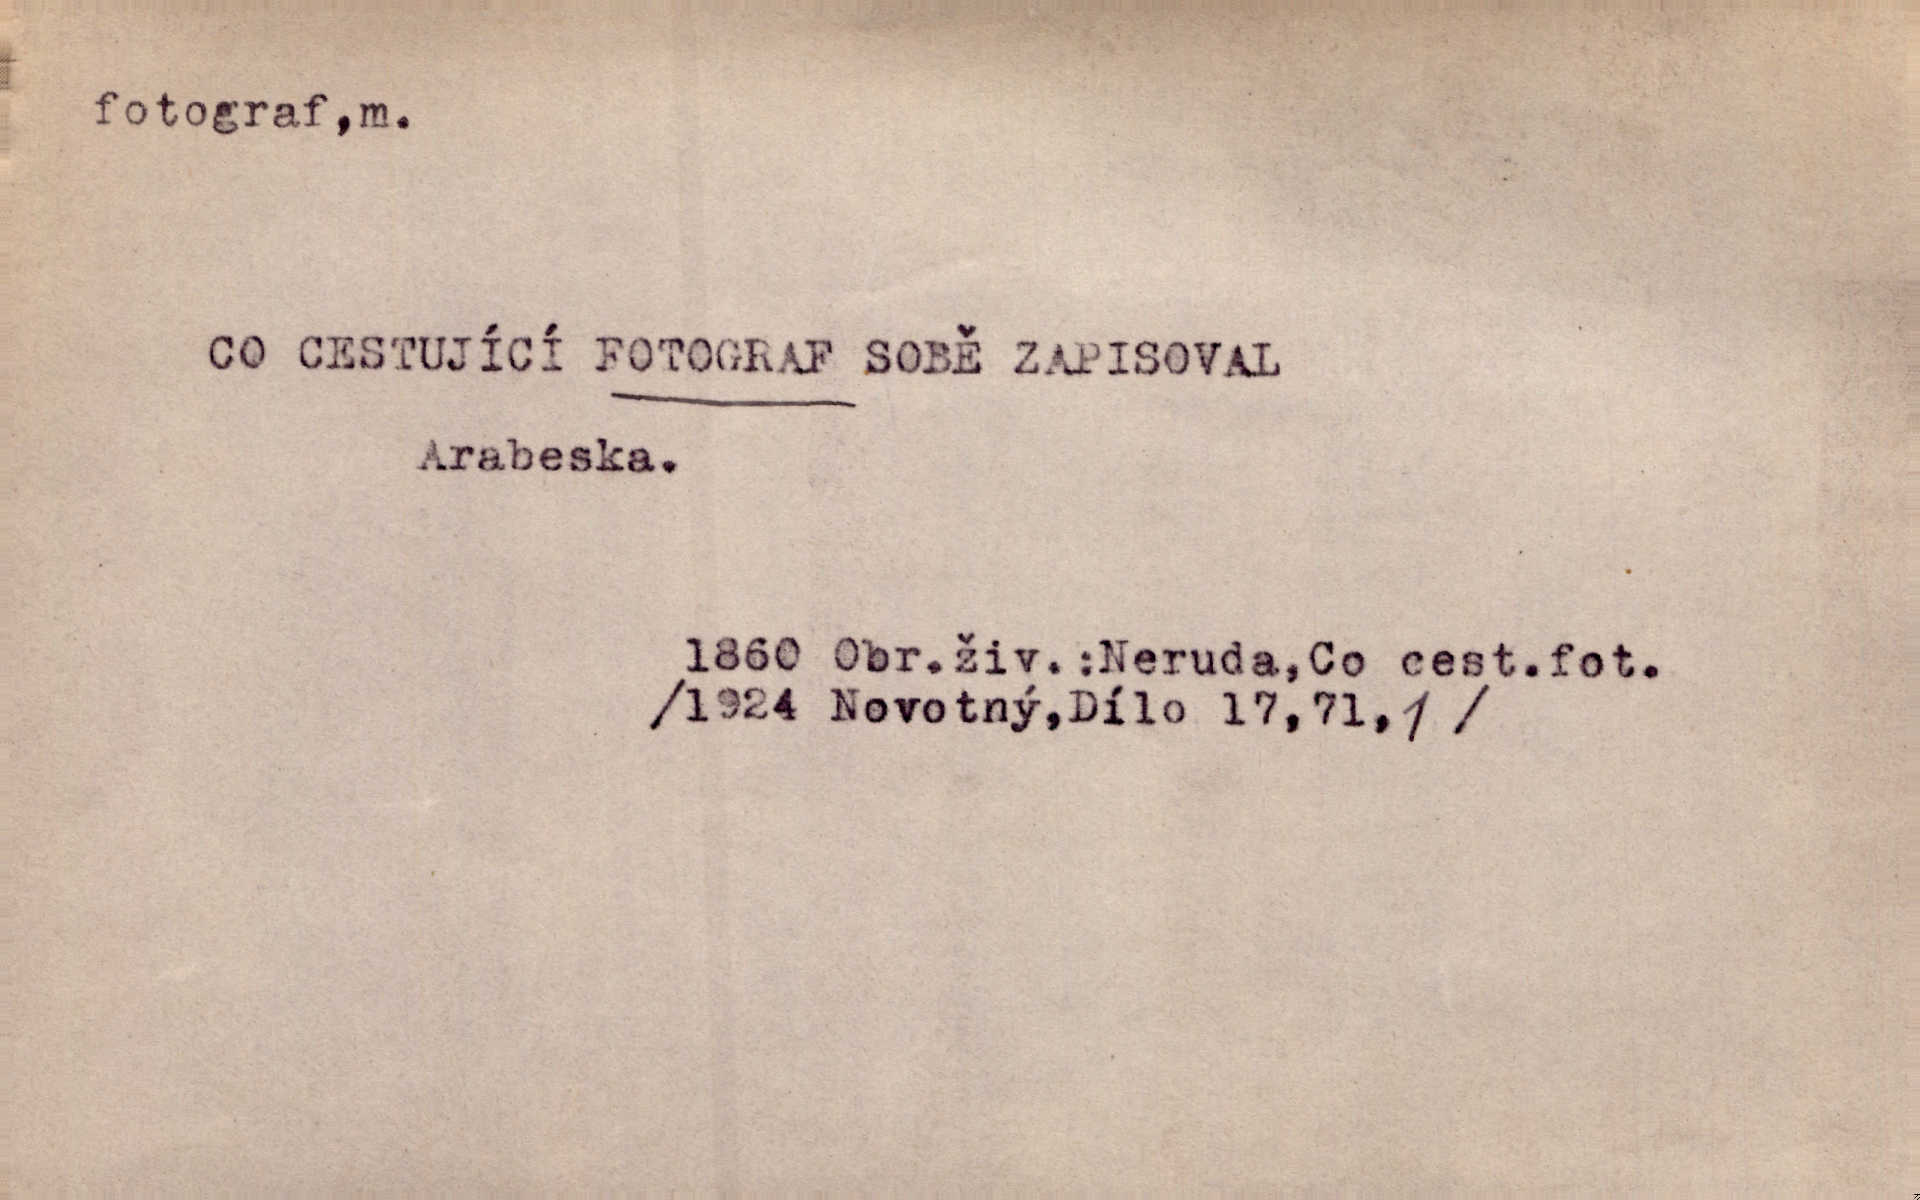 fotograf,m.
CO CESTUJÍCÍ FOTOGRAF SOBĚ ZAPISOVAL
Arabeska.
1860 Obr.živ.:Neruda,Co cest.fot.
/1924 Novotný,Dílo 17,71,1 /